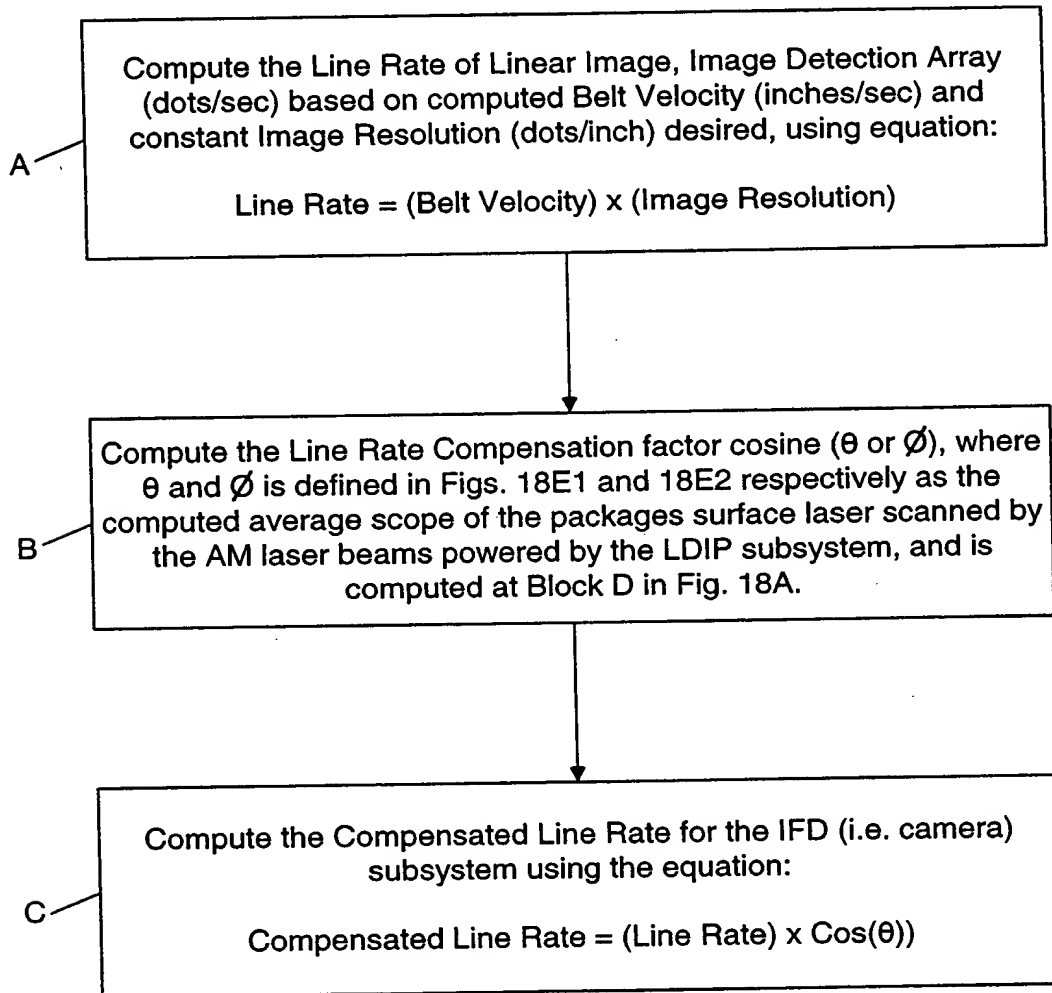 Compute the Line Rate of Linear Image, Image Detection Array
(dots/sec) based on computed Belt Velocity (inches/sec) and
constant Image Resolution (dots/inch) desired, using equation:
A
Line Rate = (Belt Velocity) x (Image Resolution)
Compute the Line Rate Compensation factor cosine (θ or Ø), where
θ and Ø is defined in Figs. 18E1 and 18E2 respectively as the
computed average scope of the packages surface laser scanned by
B
the AM laser beams powered by the LDIP subsystem, and is
computed at Block D in Fig. 18A.
Compute the Compensated Line Rate for the IFD (i.e. camera)
subsystem using the equation:
C
Compensated Line Rate = (Line Rate) x Cos(θ))